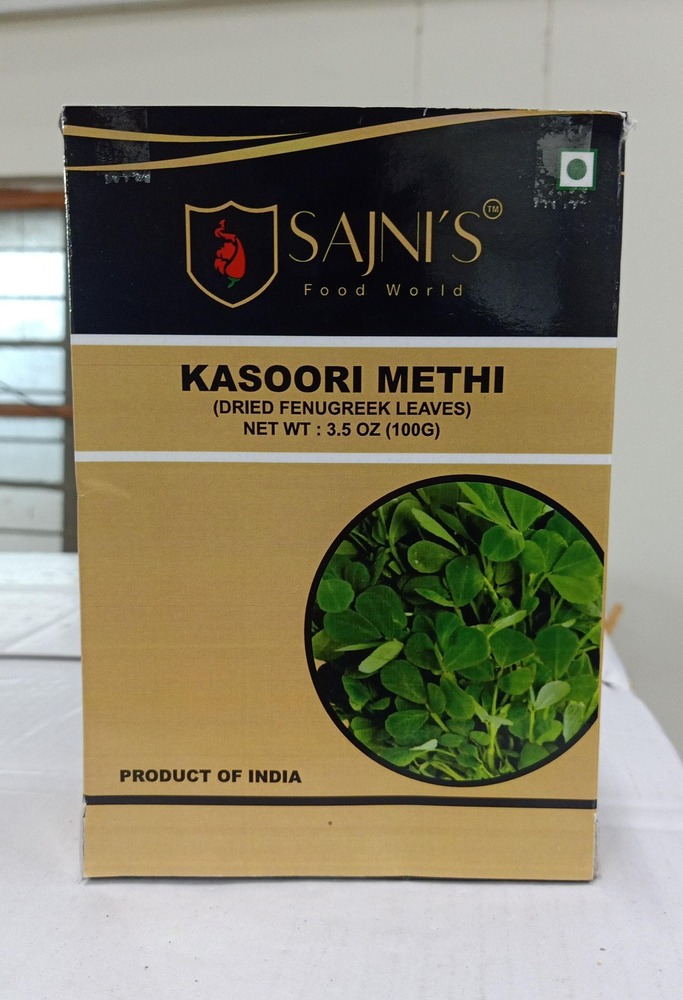 SAJNI'S TM
Food World
KASOORI METHI
(DRIED FENUGREEK LEAVES)
NET WT : 3.5 OZ (100G)
PRODUCT OF INDIA